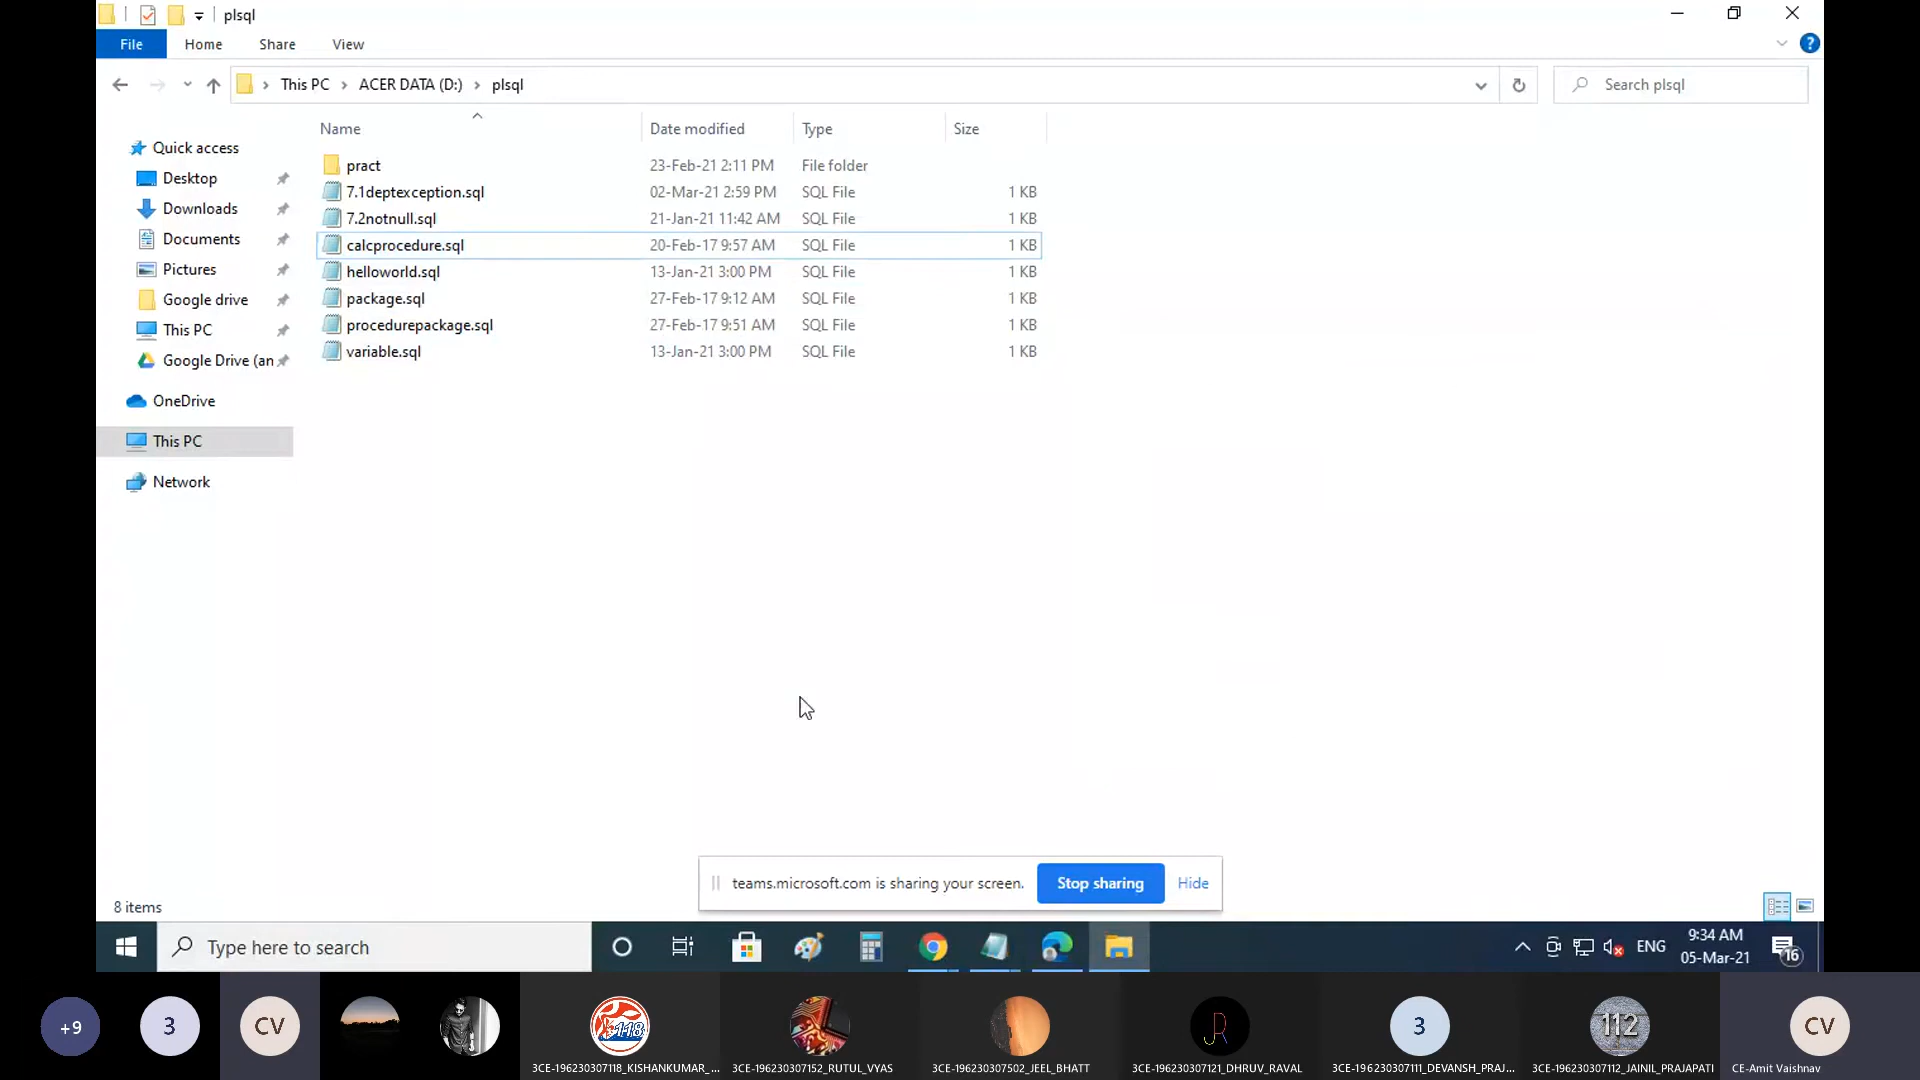 plsql
File Home Share View
This PC ACER DATA (D:) plsql
Search plsql
Name Date modified Type Size
Quick access
Desktop
Downloads
Documents
Pictures
Google drive
This PC
Google Drive (an
OneDrive
This PC
Network
pract 23-Feb-21 2:11 PM File folder
7.1deptexception.sql 02-Mar-21 2:59 PM SQL File 1 KB
7.2notnull.sql 21-Jan-21 11:42 AM SQL File 1 KB
calcprocedure.sql 20-Feb-17 9:57 AM SQL File 1 KB
helloworld.sql 13-Jan-21 3:00 PM SQL File 1 KB
package.sql 27-Feb-17 9:12 AM SQL File 1 KB
procedurepackage.sql 27-Feb-17 9:51 AM SQL File 1 KB
variable.sql 13-Jan-21 3:00 PM SQL File 1 KB
teams.microsoft.com is sharing your screen. Stop sharing Hide
8 items
Type here to search
ENG
9:34 AM
05-Mar-21
16
+9
3
CV
118
JR
3
112
CV
3CE-196230307118_KISHANKUMAR_...
3CE-196230307152_RUTUL_VYAS
3CE-196230307502_JEEL_BHATT
3CE-196230307121_DHRUV_RAVAL
3CE-196230307111_DEVANSH_PRAJ...
3CE-196230307112_JAINIL_PRAJAPATI
CE-Amit Vaishnav